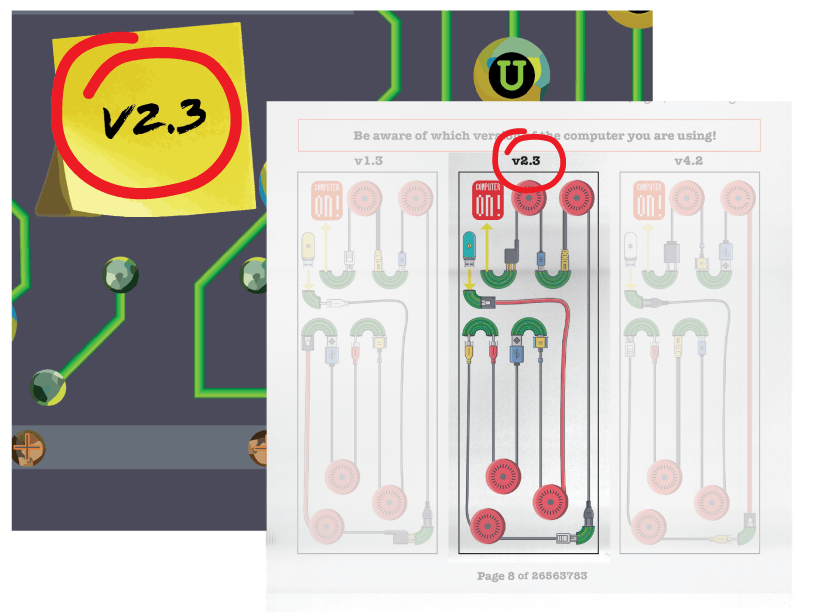 v2.3
U
Be aware of which version of the computer you are using!
v1.3
v2.3
v4.2
COMPUTER
ON!
COMPUTER
ON!
COMPUTER
ON!
Page 8 of 26563783